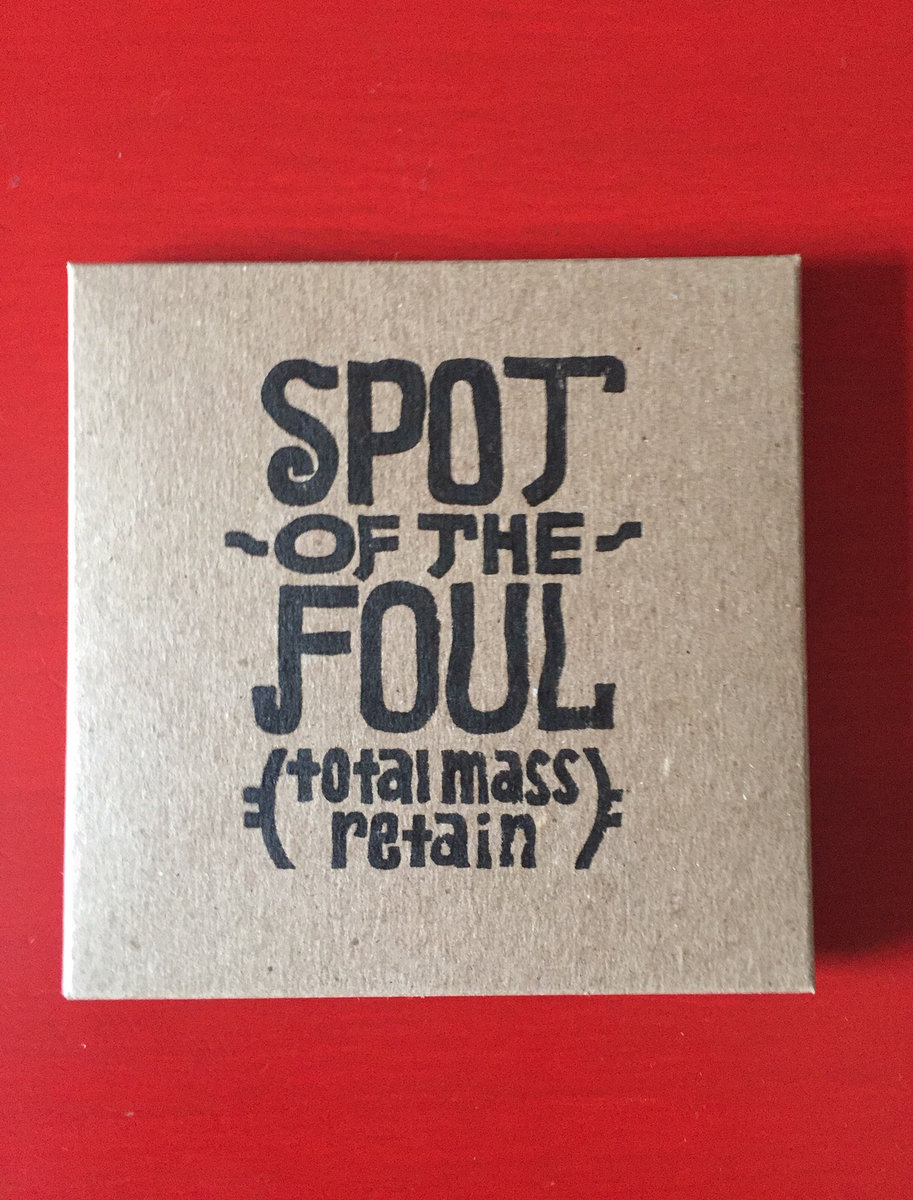 SPOT
~OF THE~
FOUL
(total mass
retain)